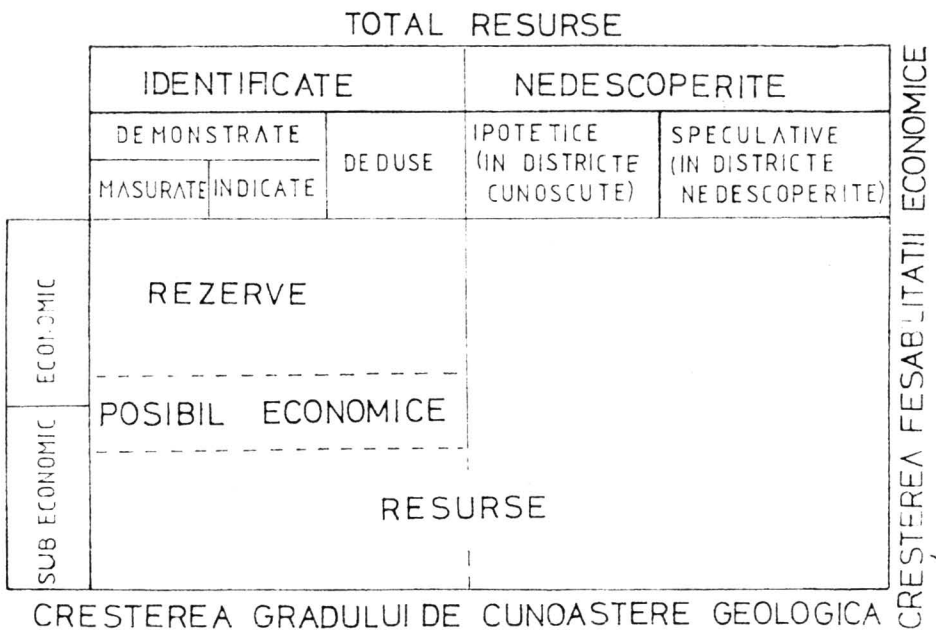 TOTAL RESURSE
IDENTIFICATE
NEDESCOPERITE
DEMONSTRATE
MASURATE
INDICATE
DEDUSE
IPOTETICE
(IN DISTRICTE
CUNOSCUTE)
SPECULATIVE
(IN DISTRICTE
NEDESCOPERITE)
ECONOMIC
SUB ECONOMIC
REZERVE
POSIBIL ECONOMICE
RESURSE
CRESTEREA FESABILITATII ECONOMICE
CRESTEREA GRADULUI DE CUNOASTERE GEOLOGICA